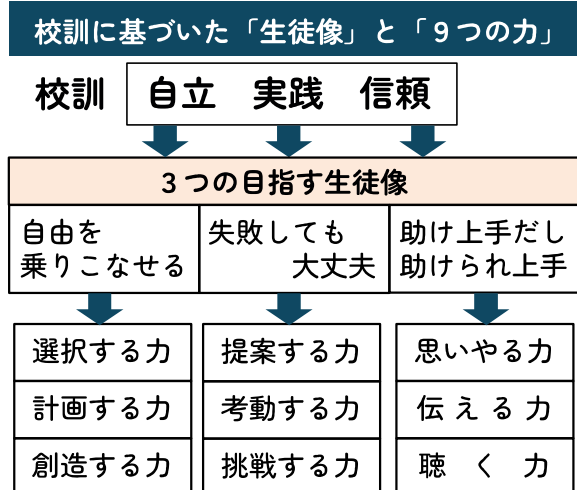 校訓に基づいた「生徒像」と「９つの力」
校訓 自立 実践 信頼
３つの目指す生徒像
自由を
乗りこなせる
失敗しても
大丈夫
助け上手だし
助けられ上手
選択する力
計画する力
創造する力
提案する力
考動する力
挑戦する力
思いやる力
伝える力
聴く力